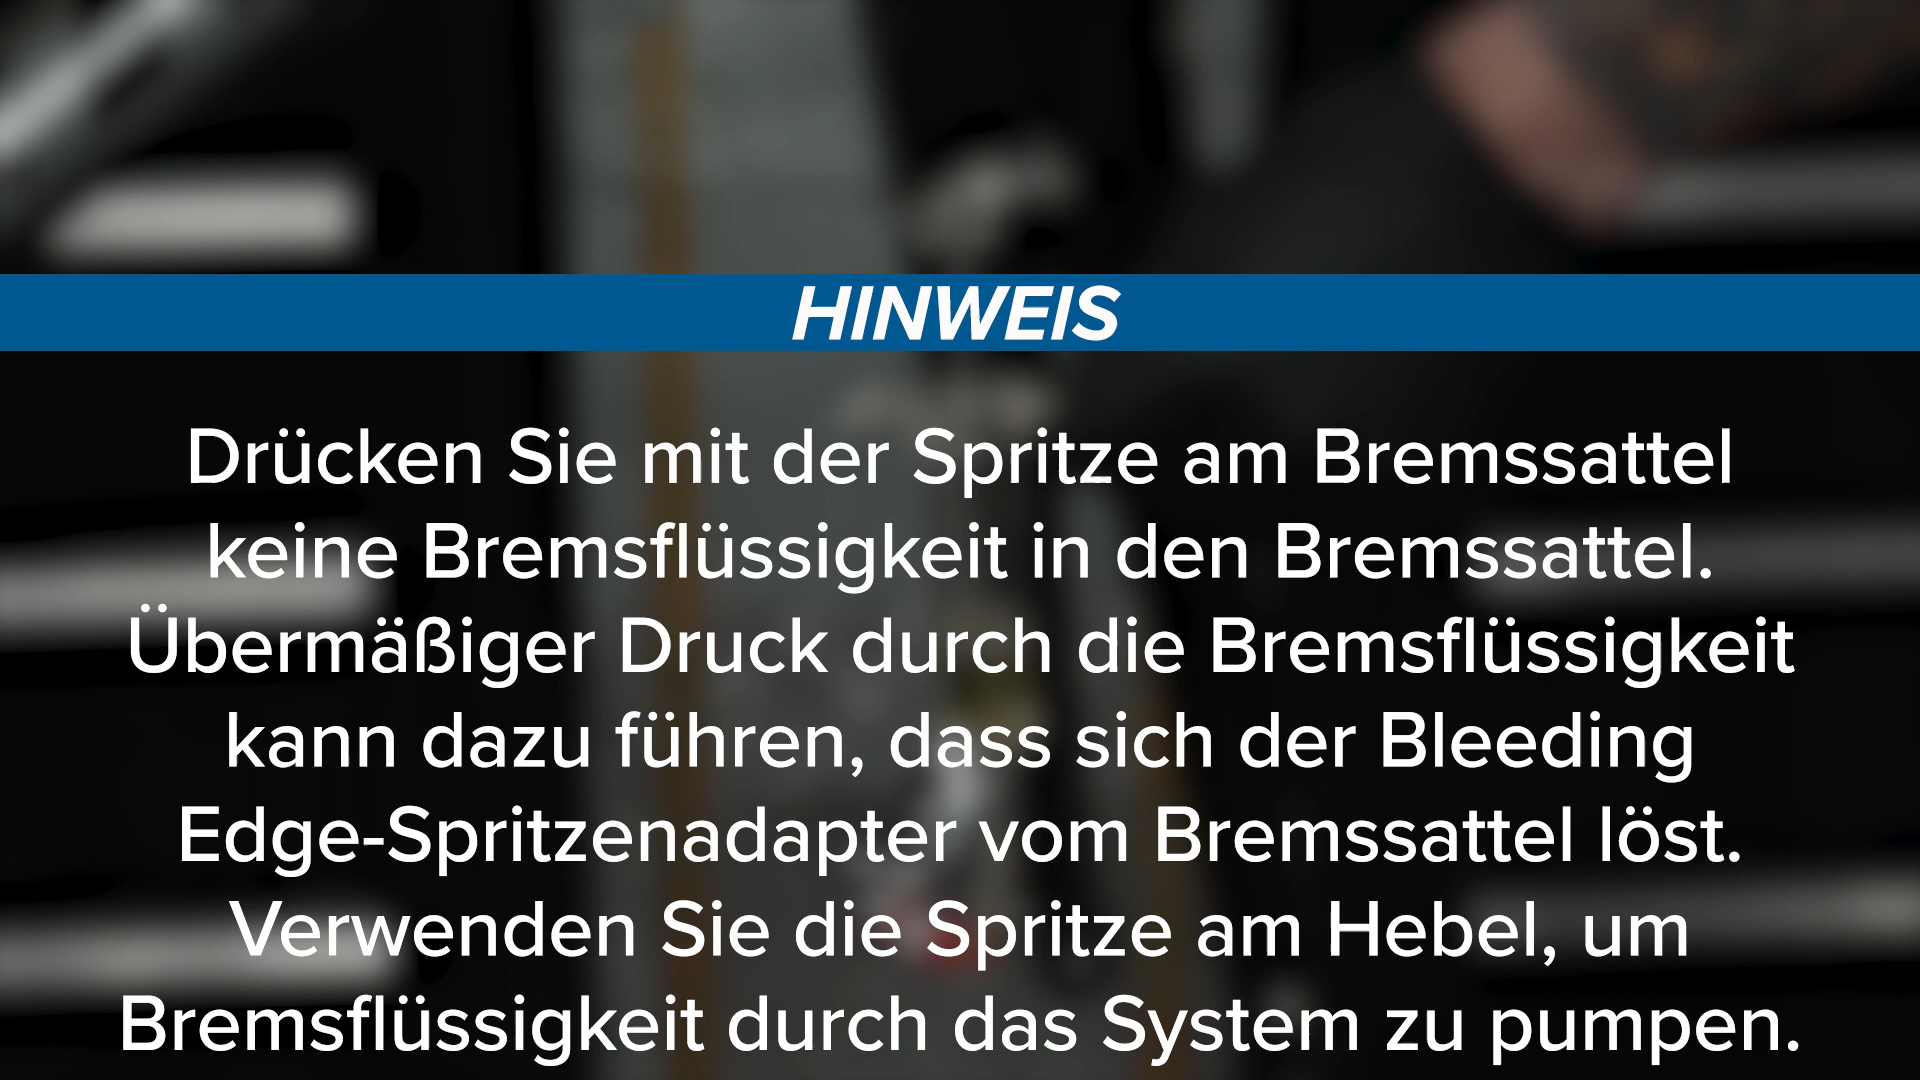 HINWEIS
Drücken Sie mit der Spritze am Bremssattel
keine Bremsflüssigkeit in den Bremssattel.
Übermäßiger Druck durch die Bremsflüssigkeit
kann dazu führen, dass sich der Bleeding
Edge-Spritzenadapter vom Bremssattel löst.
Verwenden Sie die Spritze am Hebel, um
Bremsflüssigkeit durch das System zu pumpen.